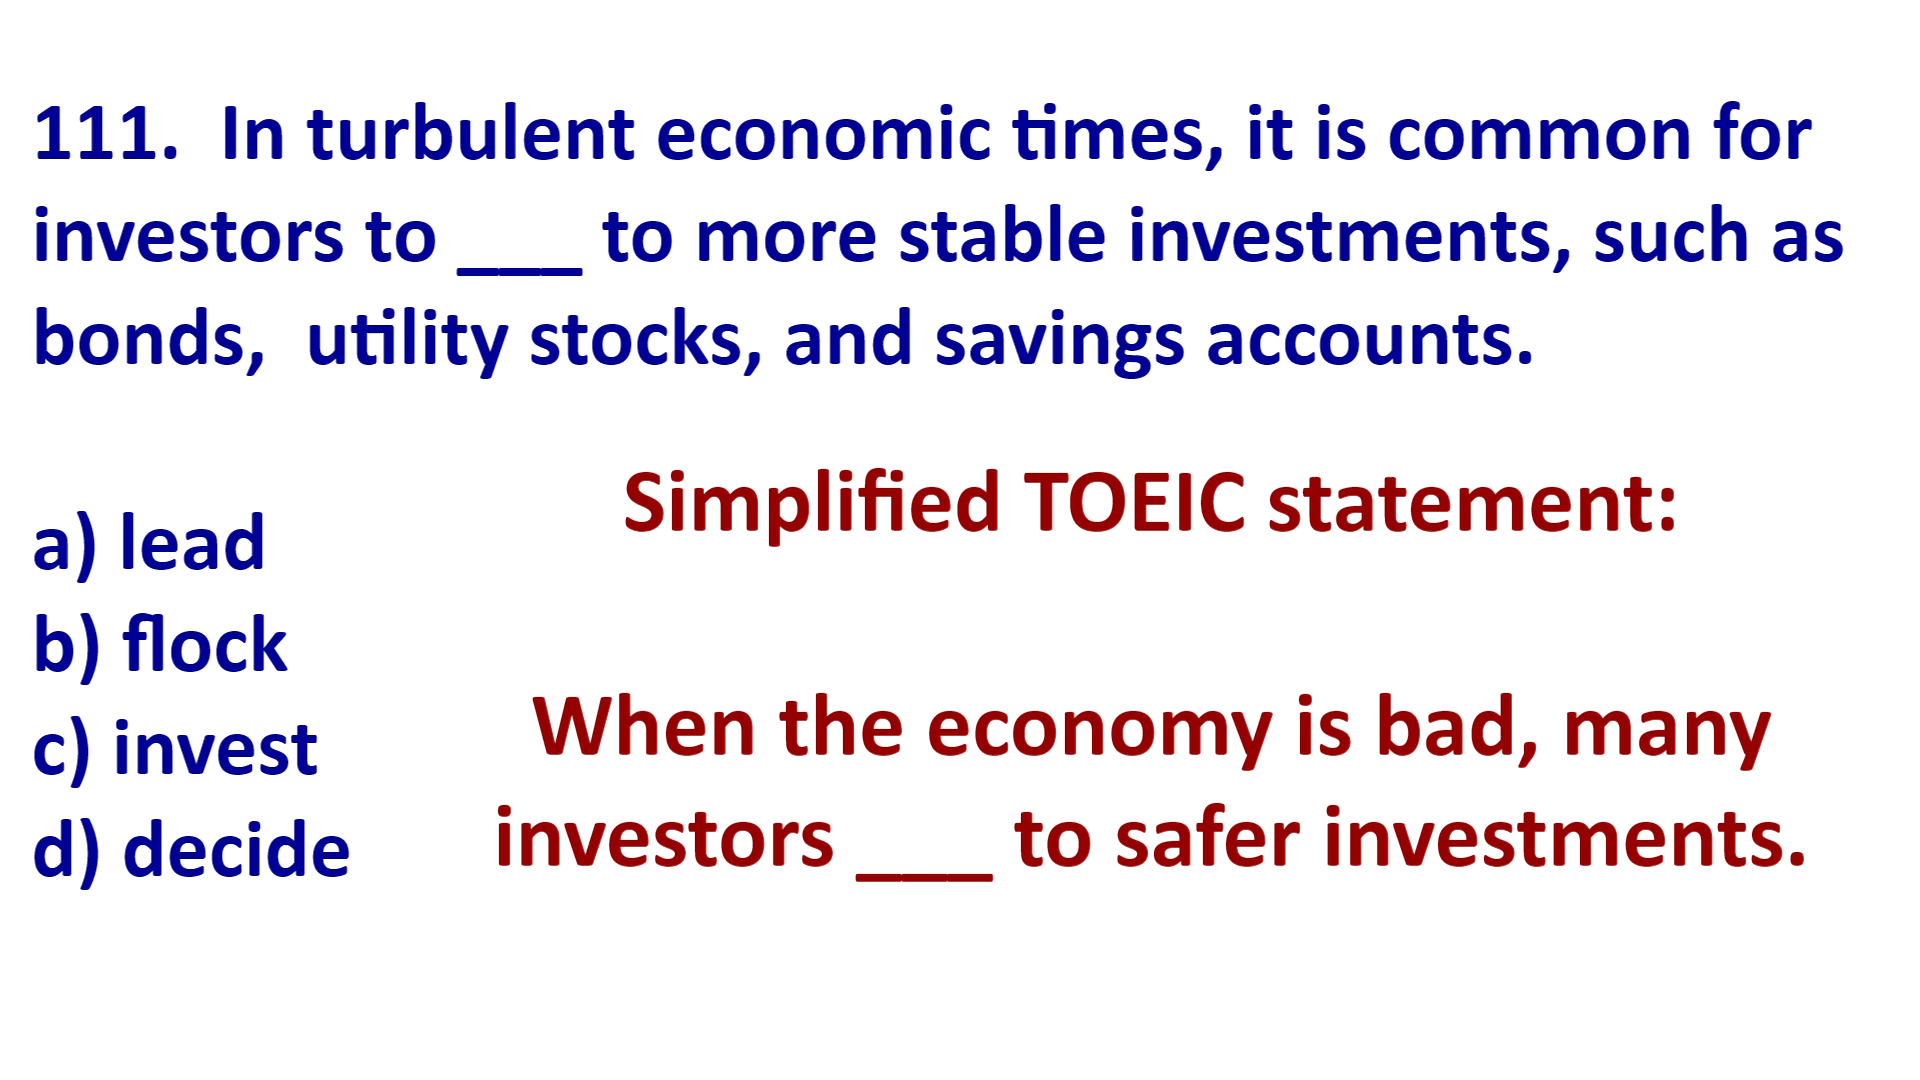 111.  In turbulent economic times, it is common for
investors to ___ to more stable investments, such as
bonds,  utility stocks, and savings accounts.
a) lead
b) flock
c) invest
d) decide
Simplified TOEIC statement:
When the economy is bad, many
investors ___ to safer investments.